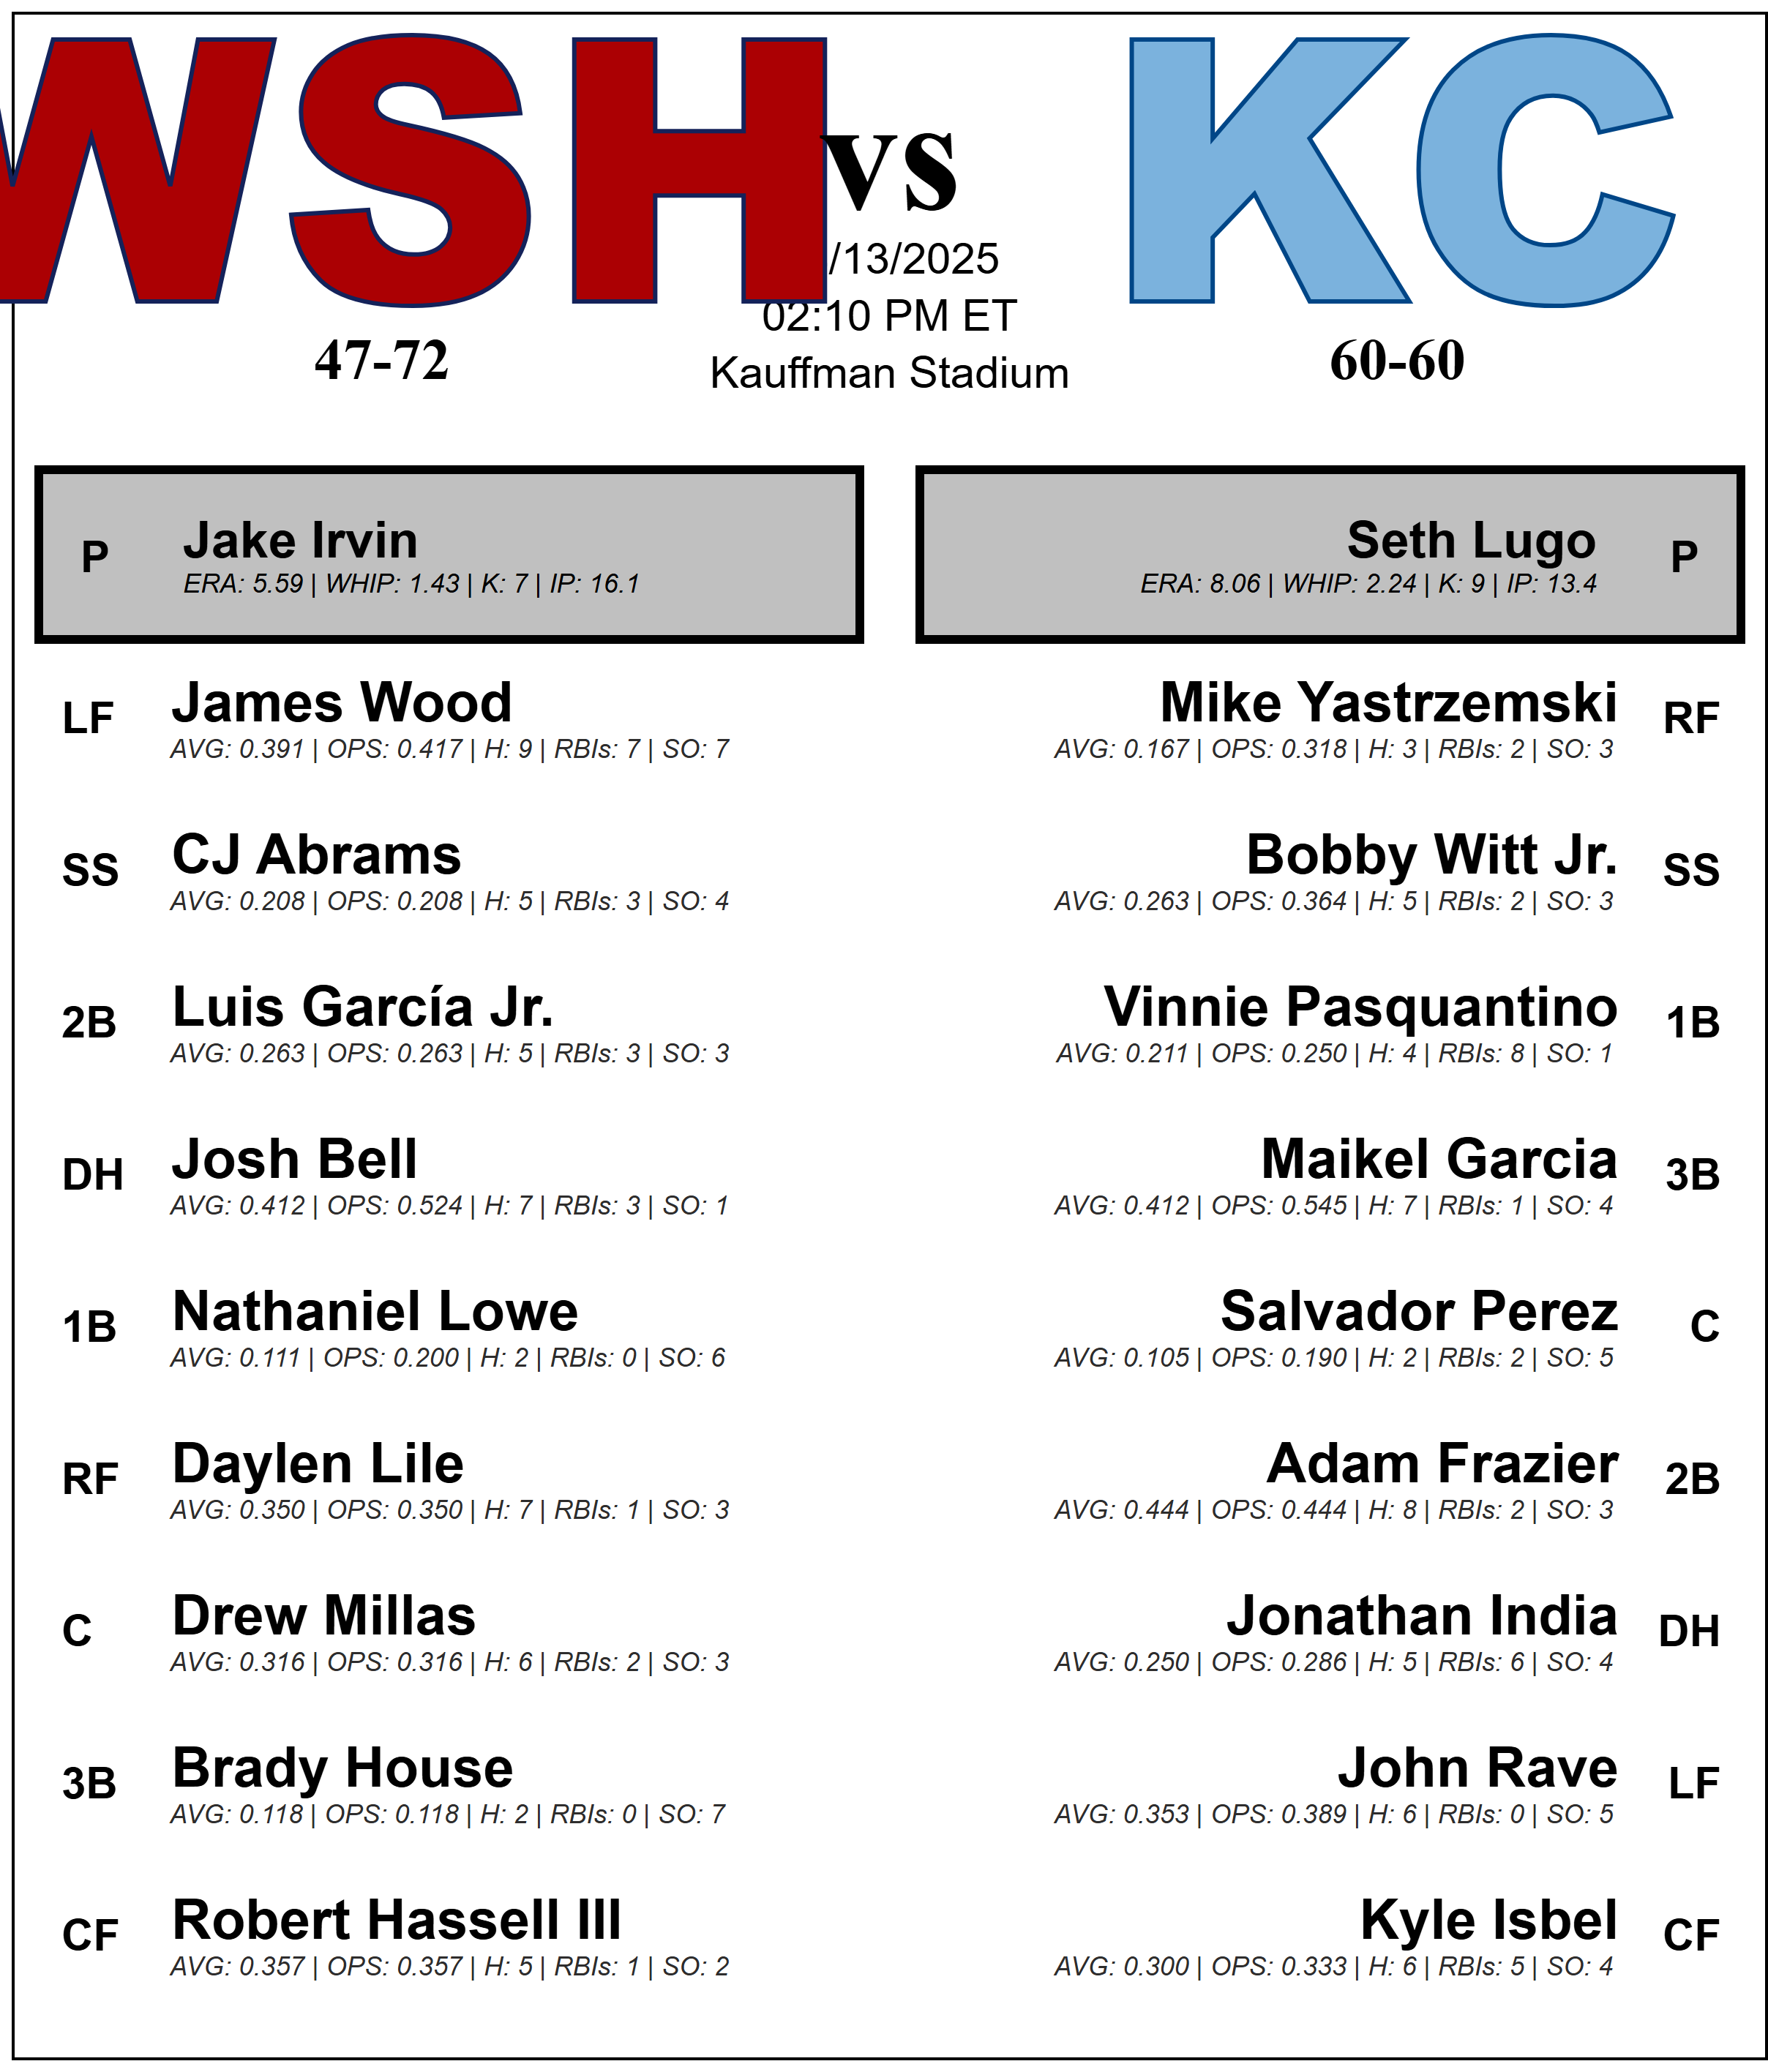 WSH
vs
KC
/13/2025
02:10 PM ET
Kauffman Stadium
47-72
60-60
P
Jake Irvin
ERA: 5.59 | WHIP: 1.43 | K: 7 | IP: 16.1
Seth Lugo
P
ERA: 8.06 | WHIP: 2.24 | K: 9 | IP: 13.4
LF
James Wood
AVG: 0.391 | OPS: 0.417 | H: 9 | RBIs: 7 | SO: 7
Mike Yastrzemski
RF
AVG: 0.167 | OPS: 0.318 | H: 3 | RBIs: 2 | SO: 3
SS
CJ Abrams
AVG: 0.208 | OPS: 0.208 | H: 5 | RBIs: 3 | SO: 4
Bobby Witt Jr.
SS
AVG: 0.263 | OPS: 0.364 | H: 5 | RBIs: 2 | SO: 3
2B
Luis García Jr.
AVG: 0.263 | OPS: 0.263 | H: 5 | RBIs: 3 | SO: 3
Vinnie Pasquantino
1B
AVG: 0.211 | OPS: 0.250 | H: 4 | RBIs: 8 | SO: 1
DH
Josh Bell
AVG: 0.412 | OPS: 0.524 | H: 7 | RBIs: 3 | SO: 1
Maikel Garcia
3B
AVG: 0.412 | OPS: 0.545 | H: 7 | RBIs: 1 | SO: 4
1B
Nathaniel Lowe
AVG: 0.111 | OPS: 0.200 | H: 2 | RBIs: 0 | SO: 6
Salvador Perez
C
AVG: 0.105 | OPS: 0.190 | H: 2 | RBIs: 2 | SO: 5
RF
Daylen Lile
AVG: 0.350 | OPS: 0.350 | H: 7 | RBIs: 1 | SO: 3
Adam Frazier
2B
AVG: 0.444 | OPS: 0.444 | H: 8 | RBIs: 2 | SO: 3
C
Drew Millas
AVG: 0.316 | OPS: 0.316 | H: 6 | RBIs: 2 | SO: 3
Jonathan India
DH
AVG: 0.250 | OPS: 0.286 | H: 5 | RBIs: 6 | SO: 4
3B
Brady House
AVG: 0.118 | OPS: 0.118 | H: 2 | RBIs: 0 | SO: 7
John Rave
LF
AVG: 0.353 | OPS: 0.389 | H: 6 | RBIs: 0 | SO: 5
CF
Robert Hassell III
AVG: 0.357 | OPS: 0.357 | H: 5 | RBIs: 1 | SO: 2
Kyle Isbel
CF
AVG: 0.300 | OPS: 0.333 | H: 6 | RBIs: 5 | SO: 4